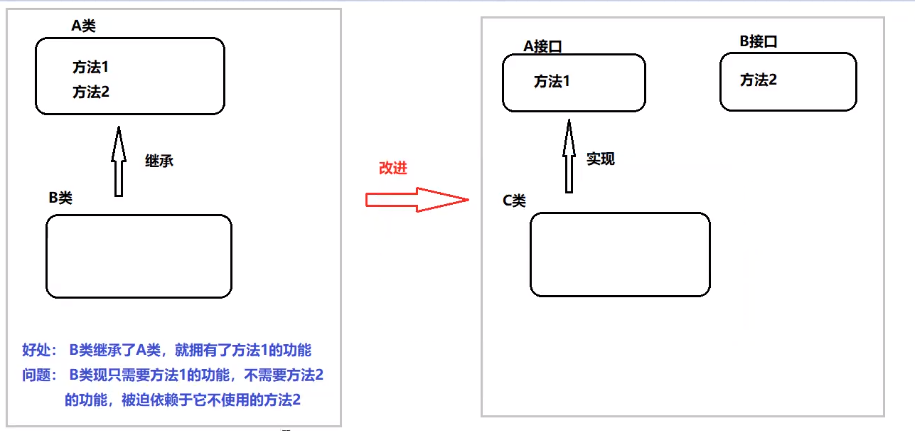 A类
方法1
方法2
继承
B类
好处： B类继承了A类，就拥有了方法1的功能
问题： B类现只需要方法1的功能，不需要方法2
的功能，被迫依赖于它不使用的方法2
改进
A接口
方法1
B接口
方法2
实现
C类